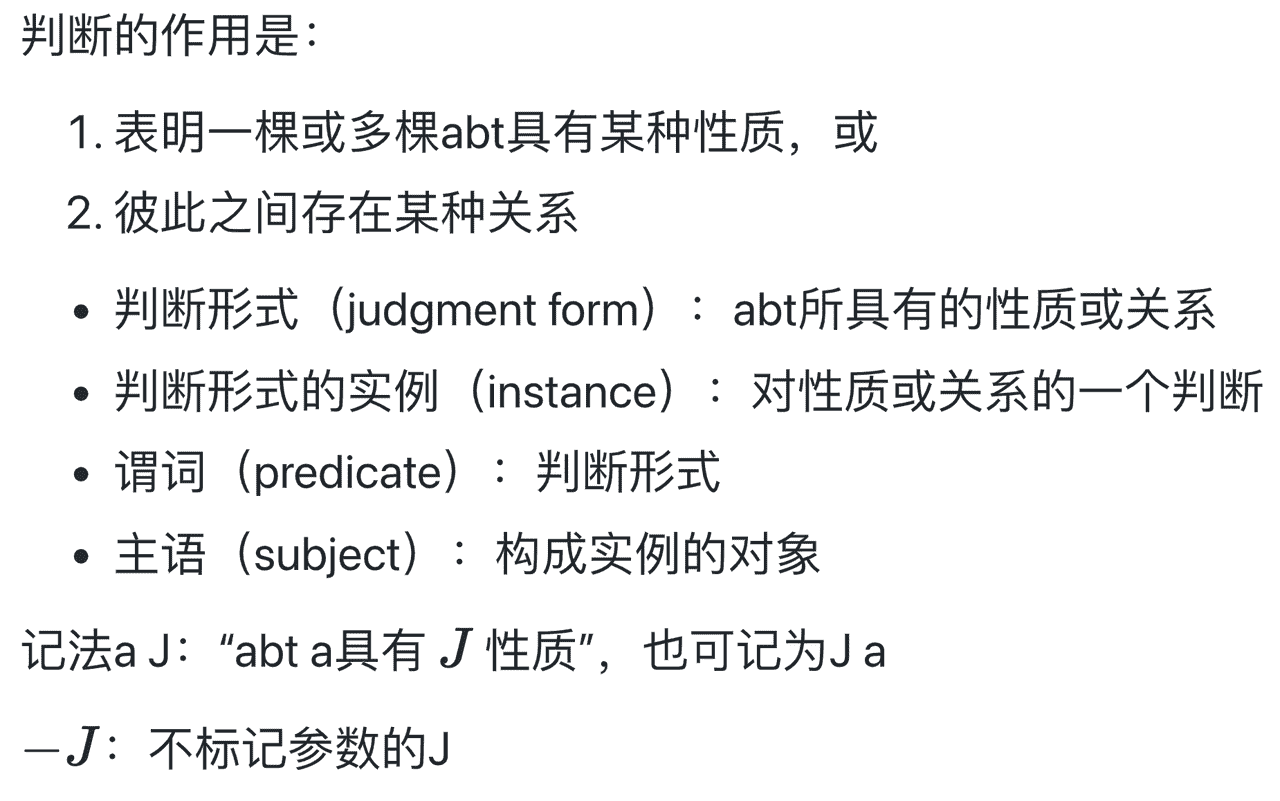 判断的作用是：
1. 表明一棵或多棵abt具有某种性质，或
2. 彼此之间存在某种关系
• 判断形式（judgment form）：abt所具有的性质或关系
• 判断形式的实例（instance）：对性质或关系的一个判断
• 谓词（predicate）：判断形式
• 主语（subject）：构成实例的对象
记法a J：“abt a具有 J 性质”，也可记为J a
—J：不标记参数的J